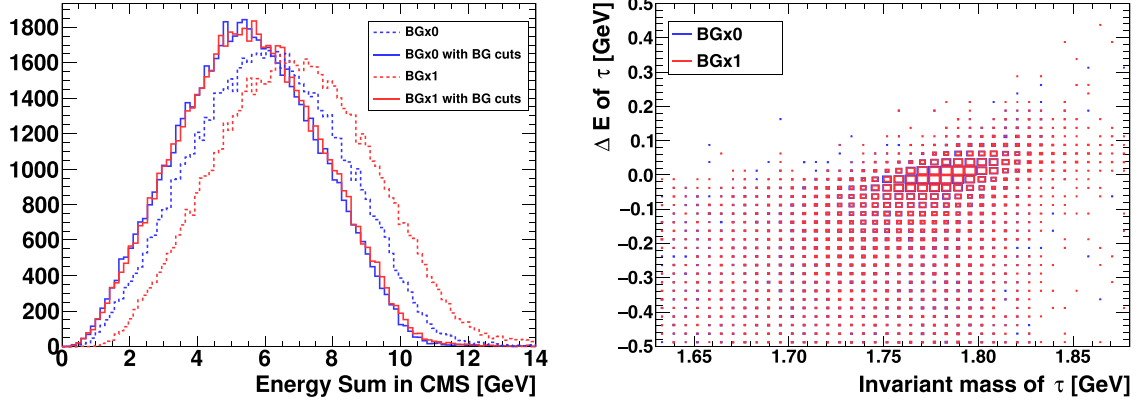 1800
1600
1400
1200
1000
800
600
400
200
0
0 2 4 6 8 10 12 14
Energy Sum in CMS [GeV]
BGx0
BGx0 with BG cuts
BGx1
BGx1 with BG cuts
Δ E of τ [GeV]
0.5
0.4
0.3
0.2
0.1
0.0
−0.1
−0.2
−0.3
−0.4
−0.5
1.65 1.70 1.75 1.80 1.85
Invariant mass of τ [GeV]
BGx0
BGx1